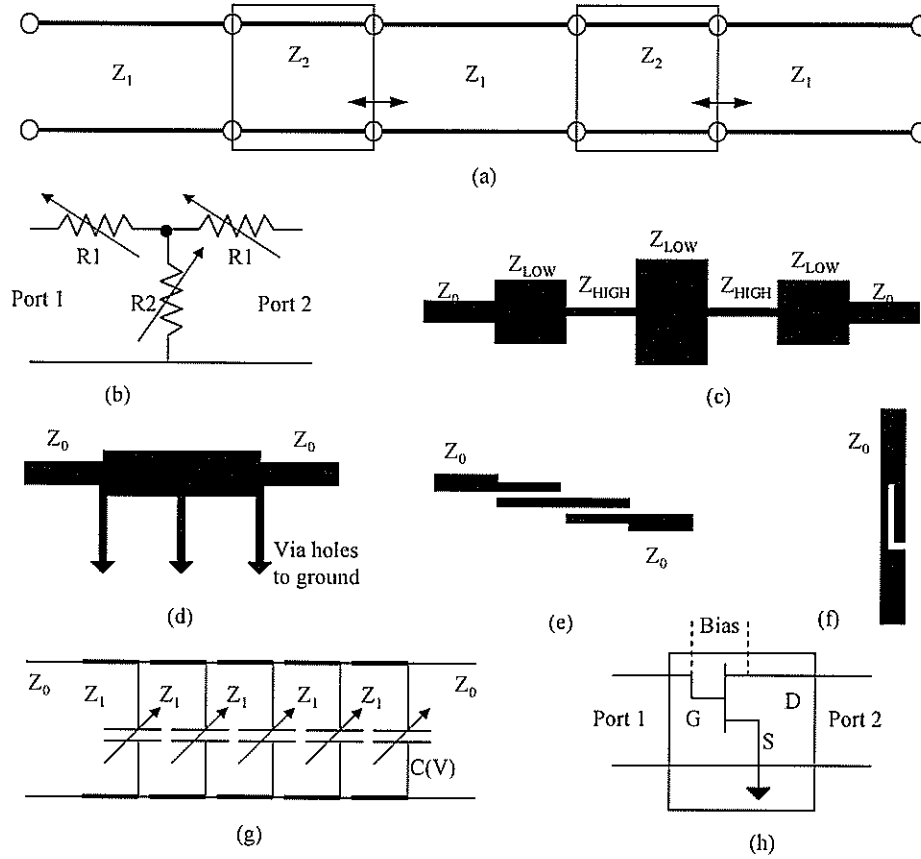 Z1 Z2 Z1 Z2 Z1
(a)
R1 R1
Port 1 R2 Port 2
(b)
Z0 ZLOW ZHIGH ZLOW ZHIGH ZLOW Z0
(c)
Z0 Z0
Via holes
to ground
(d)
Z0
Z0
(e)
Z0
(f)
Z0 Z1 Z1 Z1 Z1 Z0
C(V)
(g)
Bias
Port 1 G D Port 2
S
(h)